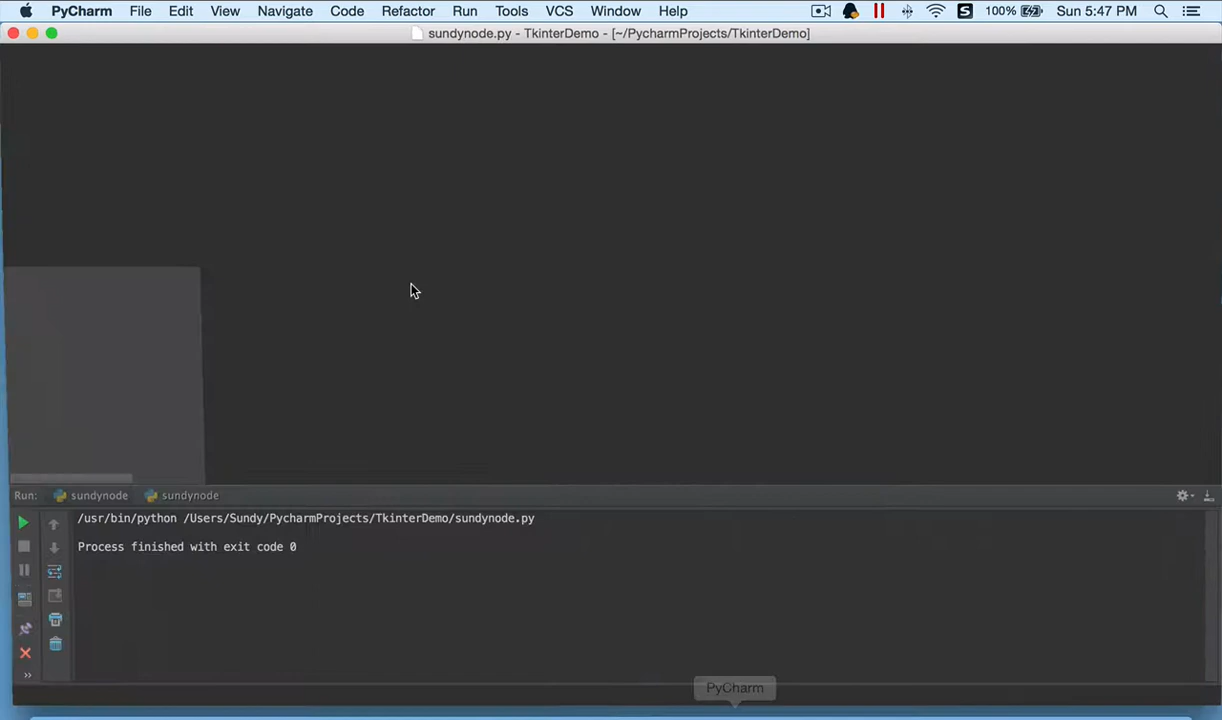 PyCharm File Edit View Navigate Code Refactor Run Tools VCS Window Help S 100% Sun 5:47 PM
sundynode.py - TkinterDemo - [~/PycharmProjects/TkinterDemo]
Run: sundynode sundynode
/usr/bin/python /Users/Sundy/PycharmProjects/TkinterDemo/sundynode.py
Process finished with exit code 0
PyCharm